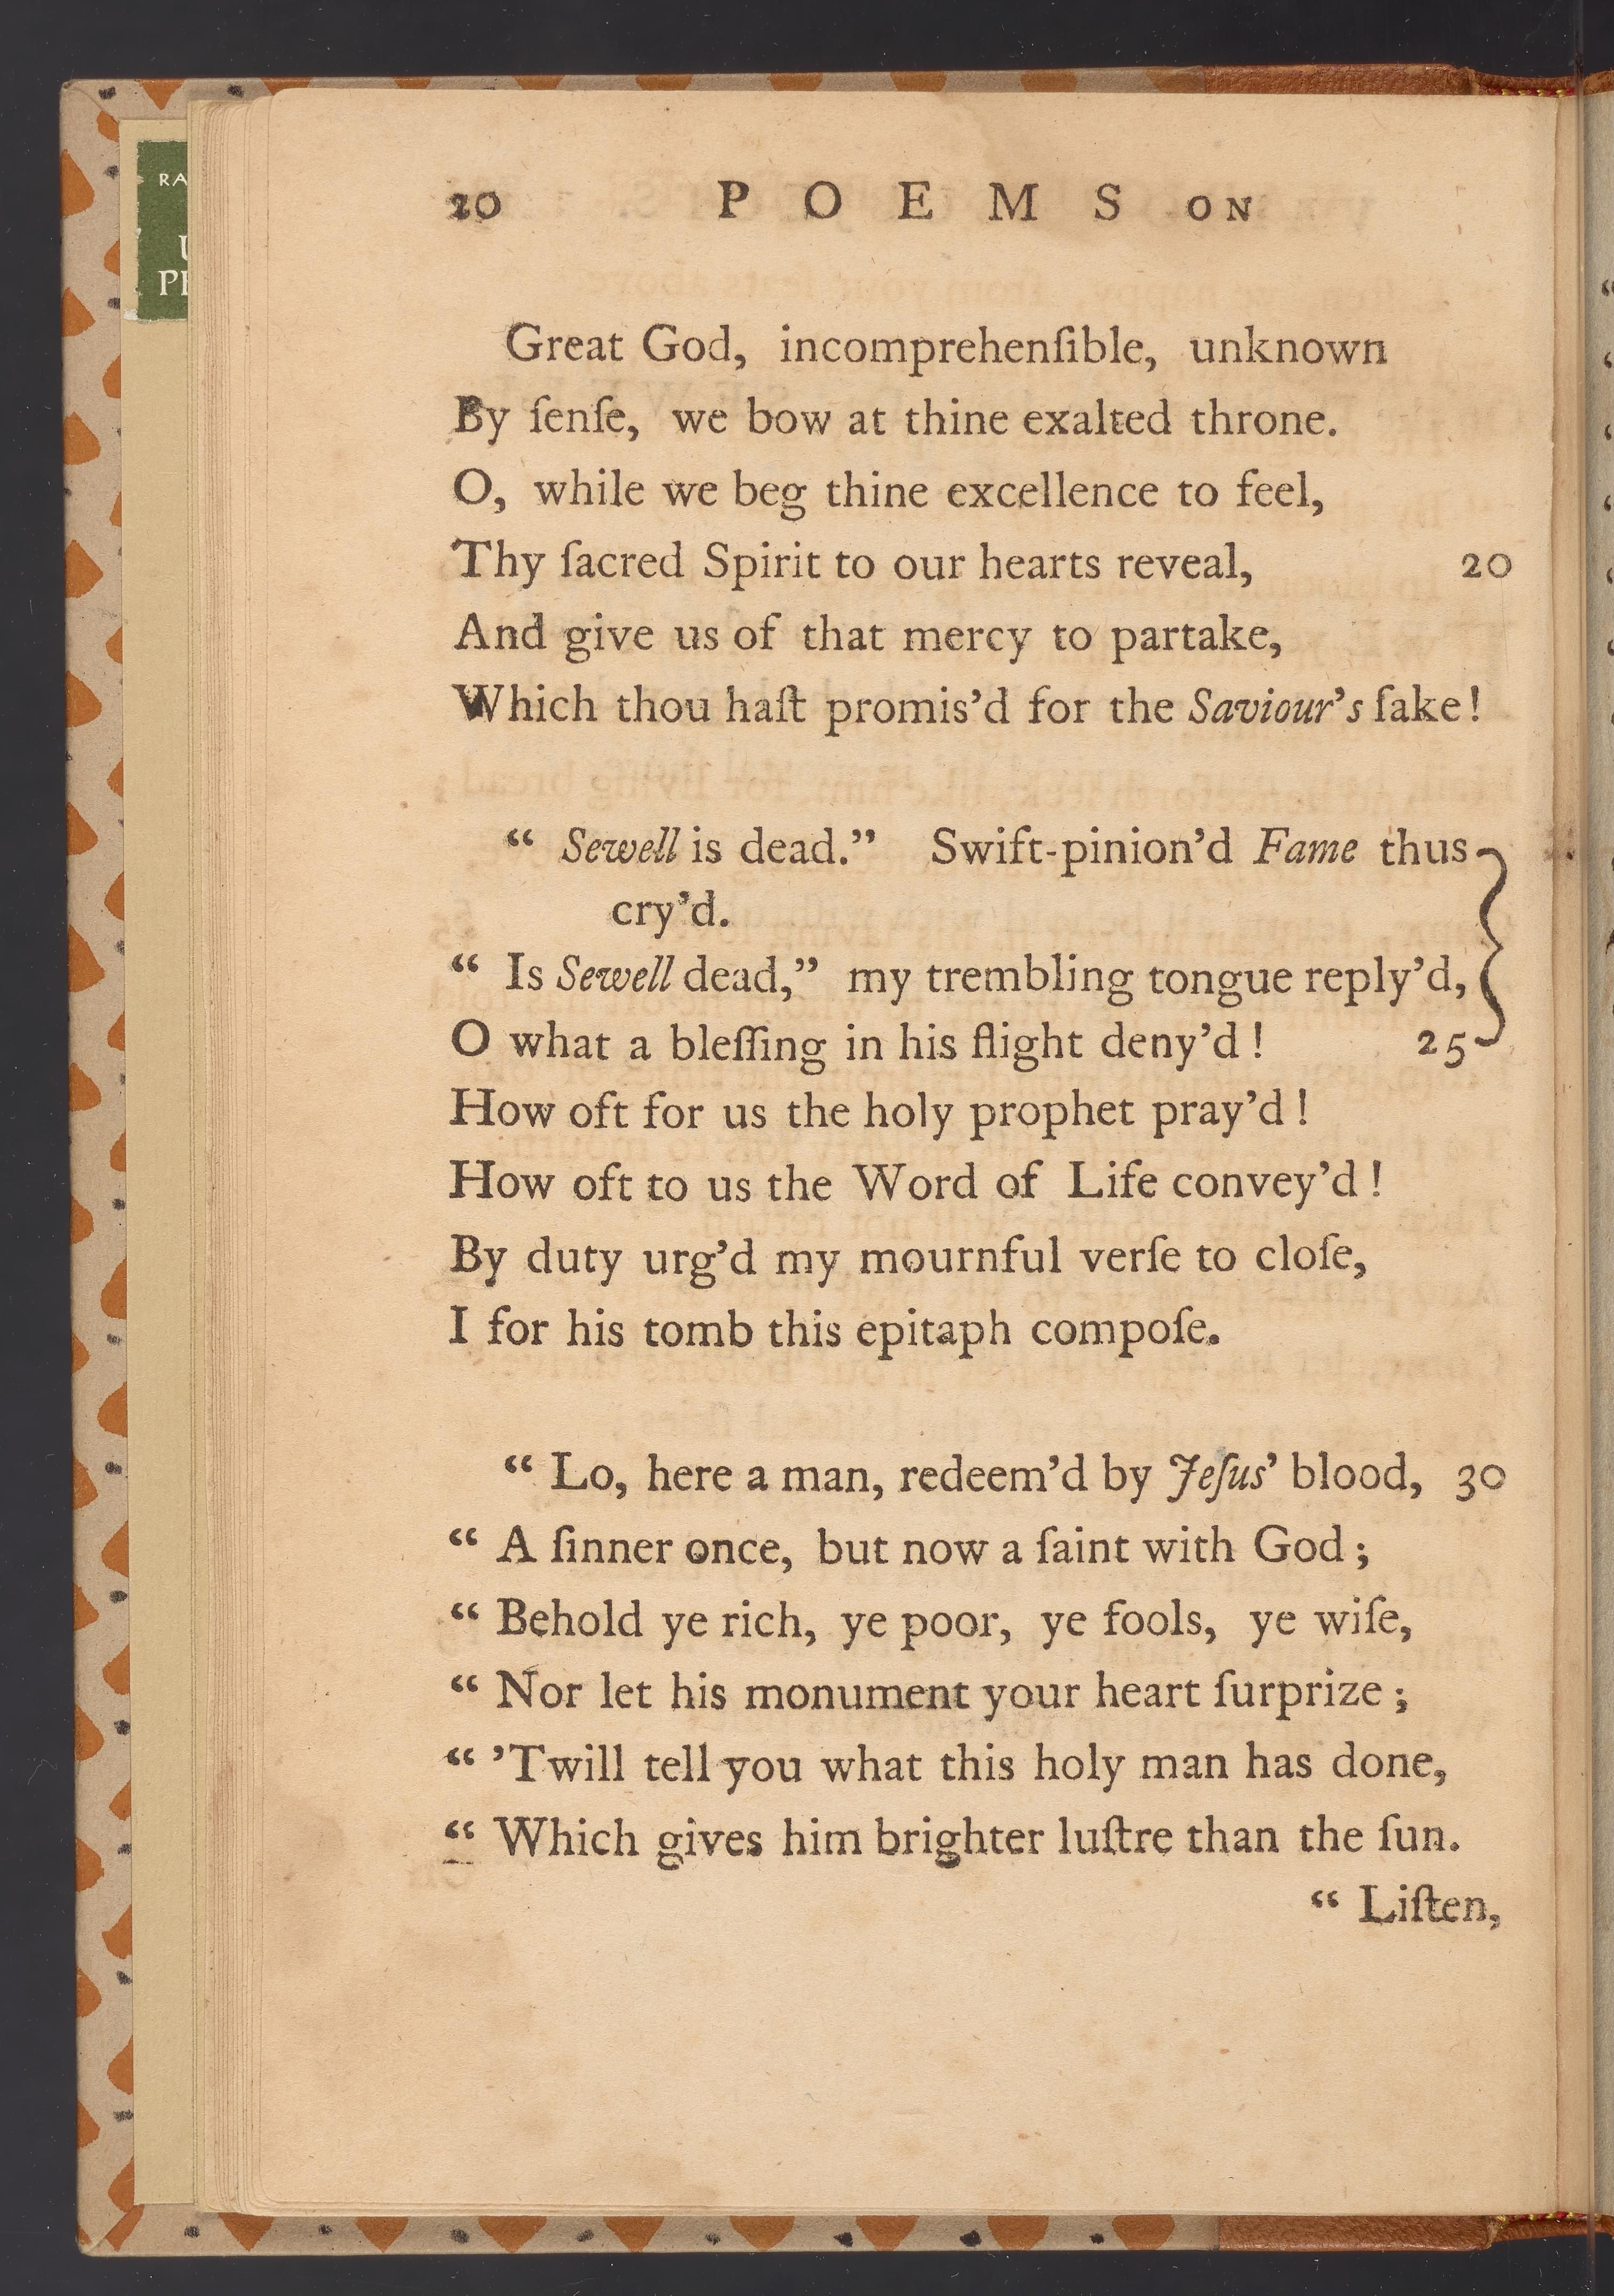 RA
U
PH
20 POEMS ON
Great God, incomprehenſible, unknown
By ſenſe, we bow at thine exalted throne.
O, while we beg thine excellence to feel,
Thy ſacred Spirit to our hearts reveal, 20
And give us of that mercy to partake,
Which thou haſt promis’d for the Saviour’s ſake!
“ Sewell is dead.” Swift-pinion’d Fame thus
cry’d.
“ Is Sewell dead,” my trembling tongue reply’d,
O what a bleſſing in his flight deny’d! 25
How oft for us the holy prophet pray’d!
How oft to us the Word of Life convey’d!
By duty urg’d my mournful verſe to cloſe,
I for his tomb this epitaph compoſe.
“ Lo, here a man, redeem’d by Jeſus’ blood, 30
“ A ſinner once, but now a ſaint with God;
“ Behold ye rich, ye poor, ye fools, ye wiſe,
“ Nor let his monument your heart ſurprize;
“ ’Twill tell you what this holy man has done,
“ Which gives him brighter luſtre than the ſun.
“ Liſten,